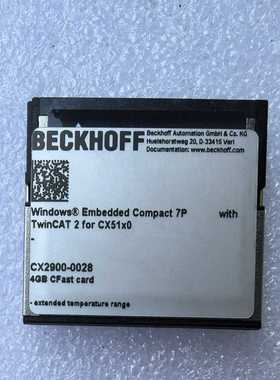 BECKHOFF
Beckhoff Automation GmbH & Co. KG
Huelshorstweg 20, D-33415 Verl
Documentation: www.beckhoff.com
Windows® Embedded Compact 7P with
TwinCAT 2 for CX51x0
-
CX2900-0028
4GB CFast card
- extended temperature range